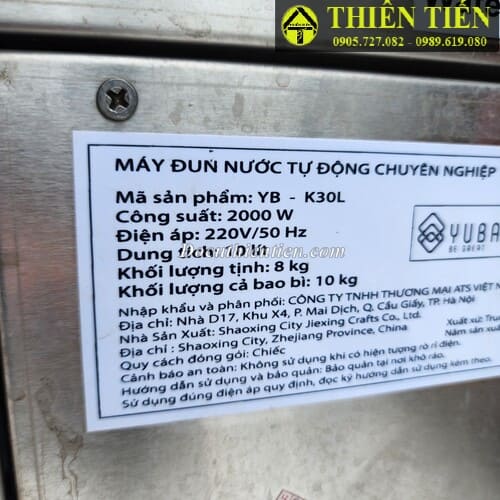 THIÊN TIẾN
0905.727.082 - 0989.619.080
MÁY ĐUN NƯỚC TỰ ĐỘNG CHUYÊN NGHIỆP
Mã sản phẩm: YB - K30L
Công suất: 2000 W
Điện áp: 220V/50 Hz
Dung tích:
Khối lượng tịnh: 8 kg
Khối lượng cả bao bì: 10 kg
YUBA
BE GREAT
Nhập khẩu và phân phối: CÔNG TY TNHH THƯƠNG MẠI ATS VIỆT N
Địa chỉ: Nhà D17, Khu X4, P. Mai Dịch, Q. Cầu Giấy, TP. Hà Nội
Nhà Sản Xuất: Shaoxing City Jiexing Crafts Co., Ltd. Xuất xứ: Tru
Địa chỉ : Shaoxing City, Zhejiang Province, China Năm
Quy cách đóng gói: Chiếc
Cảnh báo an toàn: Không sử dụng khi có hiện tượng rò rỉ điện.
Hướng dẫn sử dụng và bảo quản: Bảo quản tại nơi khô ráo.
Sử dụng đúng điện áp quy định, đọc kỹ hướng dẫn sử dụng kèm theo.